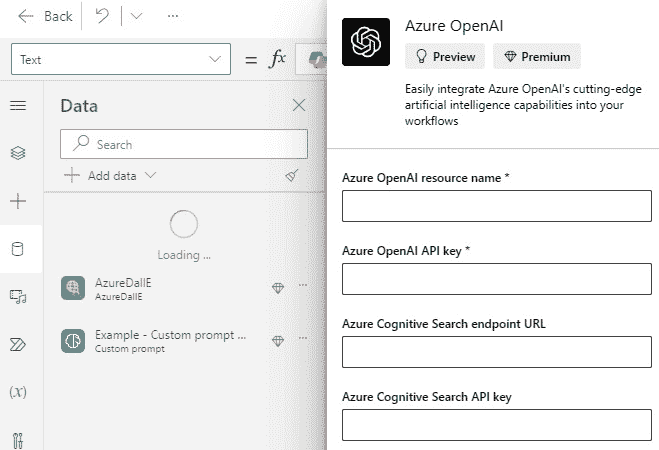 Back
Text
= fx
Data
Search
Add data
Loading ...
AzureDallE
AzureDallE
...
Example - Custom prompt ...
Custom prompt
...
(x)
Azure OpenAI
Preview
Premium
Easily integrate Azure OpenAI's cutting-edge
artificial intelligence capabilities into your
workflows
Azure OpenAI resource name *
Azure OpenAI API key *
Azure Cognitive Search endpoint URL
Azure Cognitive Search API key